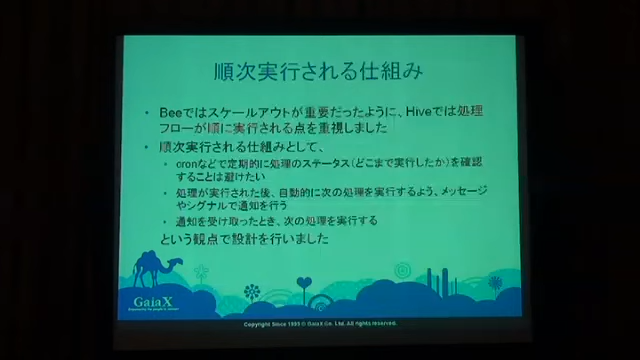 順次実行される仕組み
• Beeではスケールアウトが重要だったように、Hiveでは処理
フローが順に実行される点を重視しました
• 順次実行される仕組みとして、
• cronなどで定期的に処理のステータス(どこまで実行したか)を確認
することは避けたい
• 処理が実行された後、自動的に次の処理を実行するよう、メッセージ
やシグナルで通知を行う
• 通知を受け取ったとき、次の処理を実行する
という観点で設計を行いました
GaiaX
Copyright Since 1999 © GaiaX Co. Ltd. All rights reserved.